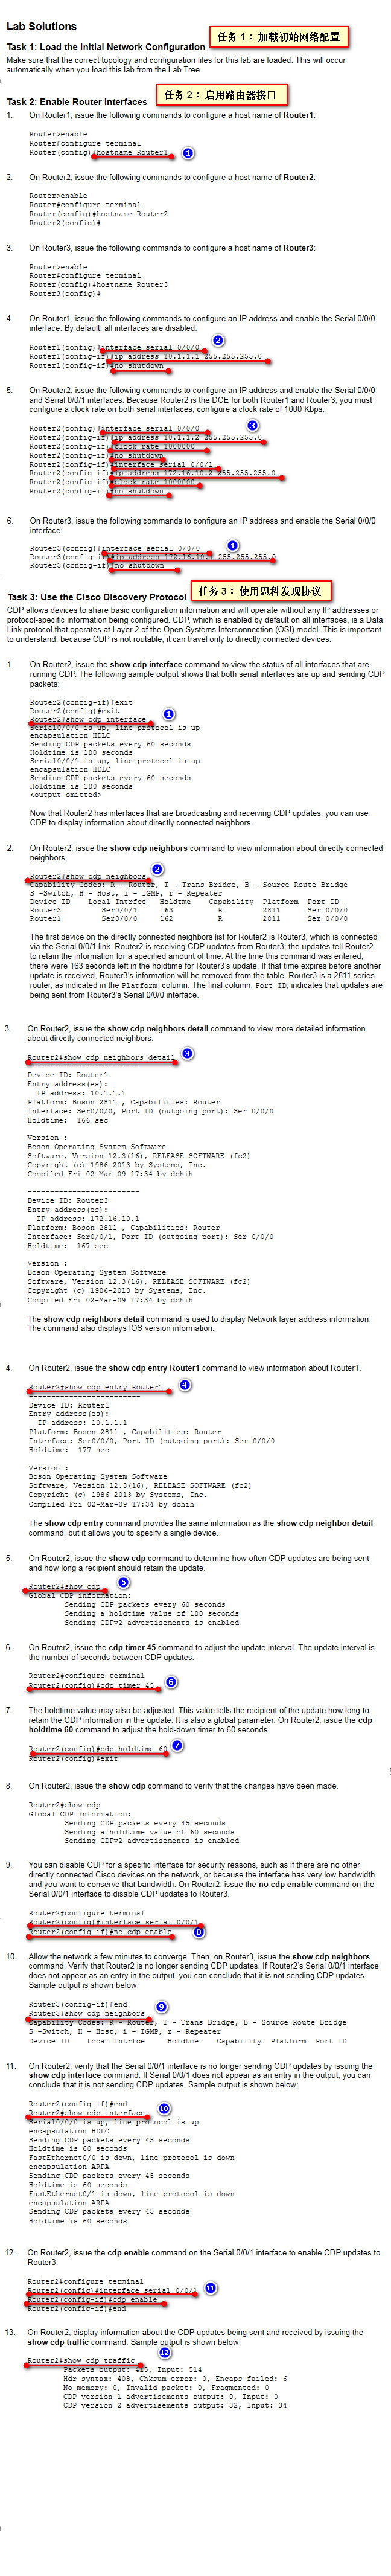 Lab Solutions
任务 1： 加载初始网络配置
Task 1: Load the Initial Network Configuration
Make sure that the correct topology and configuration files for this lab are loaded. This will occur
automatically when you load this lab from the Lab Tree.
任务 2： 启用路由器接口
Task 2: Enable Router Interfaces
1. On Router1, issue the following commands to configure a host name of Router1:
Router>enable
Router#configure terminal
Router(config)#hostname Router1
1
2. On Router2, issue the following commands to configure a host name of Router2:
Router>enable
Router#configure terminal
Router(config)#hostname Router2
Router2(config)#
3. On Router3, issue the following commands to configure a host name of Router3:
Router>enable
Router#configure terminal
Router(config)#hostname Router3
Router3(config)#
4. On Router1, issue the following commands to configure an IP address and enable the Serial 0/0/0
interface. By default, all interfaces are disabled.
2
Router1(config)#interface serial 0/0/0
Router1(config-if)#ip address 10.1.1.1 255.255.255.0
Router1(config-if)#no shutdown
5. On Router2, issue the following commands to configure an IP address and enable the Serial 0/0/0
and Serial 0/0/1 interfaces. Because Router2 is the DCE for both Router1 and Router3, you must
configure a clock rate on both serial interfaces; configure a clock rate of 1000 Kbps:
3
Router2(config)#interface serial 0/0/0
Router2(config-if)#ip address 10.1.1.2 255.255.255.0
Router2(config-if)#clock rate 1000000
Router2(config-if)#no shutdown
Router2(config-if)#interface serial 0/0/1
Router2(config-if)#ip address 172.16.10.2 255.255.255.0
Router2(config-if)#clock rate 1000000
Router2(config-if)#no shutdown
6. On Router3, issue the following commands to configure an IP address and enable the Serial 0/0/0
interface:
4
Router3(config)#interface serial 0/0/0
Router3(config-if)#ip address 172.16.10.1 255.255.255.0
Router3(config-if)#no shutdown
任务 3： 使用思科发现协议
Task 3: Use the Cisco Discovery Protocol
CDP allows devices to share basic configuration information and will operate without any IP addresses or
protocol-specific information being configured. CDP, which is enabled by default on all interfaces, is a Data
Link protocol that operates at Layer 2 of the Open Systems Interconnection (OSI) model. This is important
to understand, because CDP is not routable; it can travel only to directly connected devices.
1. On Router2, issue the show cdp interface command to view the status of all interfaces that are
running CDP. The following sample output shows that both serial interfaces are up and sending CDP
packets:
Router2(config-if)#exit
Router2(config)#exit
Router2#show cdp interface
1
Serial0/0/0 is up, line protocol is up
encapsulation HDLC
Sending CDP packets every 60 seconds
Holdtime is 180 seconds
Serial0/0/1 is up, line protocol is up
encapsulation HDLC
Sending CDP packets every 60 seconds
Holdtime is 180 seconds
<output omitted>
Now that Router2 has interfaces that are broadcasting and receiving CDP updates, you can use
CDP to display information about directly connected neighbors.
2. On Router2, issue the show cdp neighbors command to view information about directly connected
neighbors.
2
Router2#show cdp neighbors
Capability Codes: R - Router, T - Trans Bridge, B - Source Route Bridge
S -Switch, H - Host, i - IGMP, r - Repeater
Device ID Local Intrfce Holdtme Capability Platform Port ID
Router3 Ser0/0/1 163 R 2811 Ser 0/0/0
Router1 Ser0/0/0 162 R 2811 Ser 0/0/0
The first device on the directly connected neighbors list for Router2 is Router3, which is connected
via the Serial 0/0/1 link. Router2 is receiving CDP updates from Router3; the updates tell Router2
to retain the information for a specified amount of time. At the time this command was entered,
there were 163 seconds left in the holdtime for Router3's update. If that time expires before another
update is received, Router3's information will be removed from the table. Router3 is a 2811 series
router, as indicated in the Platform column. The final column, Port ID, indicates that updates are
being sent from Router3's Serial 0/0/0 interface.
3. On Router2, issue the show cdp neighbors detail command to view more detailed information
about directly connected neighbors.
Router2#show cdp neighbors detail
3
-------------------------
Device ID: Router1
Entry address(es):
IP address: 10.1.1.1
Platform: Boson 2811 , Capabilities: Router
Interface: Ser0/0/0, Port ID (outgoing port): Ser 0/0/0
Holdtime: 166 sec
Version :
Boson Operating System Software
Software, Version 12.3(16), RELEASE SOFTWARE (fc2)
Copyright (c) 1986-2013 by Systems, Inc.
Compiled Fri 02-Mar-09 17:34 by dchih
-------------------------
Device ID: Router3
Entry address(es):
IP address: 172.16.10.1
Platform: Boson 2811 , Capabilities: Router
Interface: Ser0/0/1, Port ID (outgoing port): Ser 0/0/0
Holdtime: 167 sec
Version :
Boson Operating System Software
Software, Version 12.3(16), RELEASE SOFTWARE (fc2)
Copyright (c) 1986-2013 by Systems, Inc.
Compiled Fri 02-Mar-09 17:34 by dchih
The show cdp neighbors detail command is used to display Network layer address information.
The command also displays IOS version information.
4. On Router2, issue the show cdp entry Router1 command to view information about Router1.
Router2#show cdp entry Router1
4
-------------------------
Device ID: Router1
Entry address(es):
IP address: 10.1.1.1
Platform: Boson 2811 , Capabilities: Router
Interface: Ser0/0/0, Port ID (outgoing port): Ser 0/0/0
Holdtime: 177 sec
Version :
Boson Operating System Software
Software, Version 12.3(16), RELEASE SOFTWARE (fc2)
Copyright (c) 1986-2013 by Systems, Inc.
Compiled Fri 02-Mar-09 17:34 by dchih
The show cdp entry command provides the same information as the show cdp neighbor detail
command, but it allows you to specify a single device.
5. On Router2, issue the show cdp command to determine how often CDP updates are being sent
and how long a recipient should retain the update.
5
Router2#show cdp
Global CDP information:
Sending CDP packets every 60 seconds
Sending a holdtime value of 180 seconds
Sending CDPv2 advertisements is enabled
6. On Router2, issue the cdp timer 45 command to adjust the update interval. The update interval is
the number of seconds between CDP updates.
Router2#configure terminal
Router2(config)#cdp timer 45
6
7. The holdtime value may also be adjusted. This value tells the recipient of the update how long to
retain the CDP information in the update. It is also a global parameter. On Router2, issue the cdp
holdtime 60 command to adjust the hold-down timer to 60 seconds.
Router2(config)#cdp holdtime 60
7
Router2(config)#exit
8. On Router2, issue the show cdp command to verify that the changes have been made.
Router2#show cdp
Global CDP information:
Sending CDP packets every 45 seconds
Sending a holdtime value of 60 seconds
Sending CDPv2 advertisements is enabled
9. You can disable CDP for a specific interface for security reasons, such as if there are no other
directly connected Cisco devices on the network, or because the interface has very low bandwidth
and you want to conserve that bandwidth. On Router2, issue the no cdp enable command on the
Serial 0/0/1 interface to disable CDP updates to Router3.
Router2#configure terminal
Router2(config)#interface serial 0/0/1
Router2(config-if)#no cdp enable
8
10. Allow the network a few minutes to converge. Then, on Router3, issue the show cdp neighbors
command. Verify that Router2 is no longer sending CDP updates. If Router2's Serial 0/0/1 interface
does not appear as an entry in the output, you can conclude that it is not sending CDP updates.
Sample output is shown below:
Router3(config-if)#end
9
Router3#show cdp neighbors
Capability Codes: R - Router, T - Trans Bridge, B - Source Route Bridge
S -Switch, H - Host, i - IGMP, r - Repeater
Device ID Local Intrfce Holdtme Capability Platform Port ID
11. On Router2, verify that the Serial 0/0/1 interface is no longer sending CDP updates by issuing the
show cdp interface command. If Serial 0/0/1 does not appear as an entry in the output, you can
conclude that it is not sending CDP updates. Sample output is shown below:
Router2(config-if)#end
Router2#show cdp interface
10
Serial0/0/0 is up, line protocol is up
encapsulation HDLC
Sending CDP packets every 45 seconds
Holdtime is 60 seconds
FastEthernet0/0 is down, line protocol is down
encapsulation ARPA
Sending CDP packets every 45 seconds
Holdtime is 60 seconds
FastEthernet0/1 is down, line protocol is down
encapsulation ARPA
Sending CDP packets every 45 seconds
Holdtime is 60 seconds
12. On Router2, issue the cdp enable command on the Serial 0/0/1 interface to enable CDP updates to
Router3.
Router2#configure terminal
Router2(config)#interface serial 0/0/1
11
Router2(config-if)#cdp enable
Router2(config-if)#end
13. On Router2, display information about the CDP updates being sent and received by issuing the
show cdp traffic command. Sample output is shown below:
12
Router2#show cdp traffic
Packets output: 415, Input: 514
Hdr syntax: 408, Chksum error: 0, Encaps failed: 6
No memory: 0, Invalid packet: 0, Fragmented: 0
CDP version 1 advertisements output: 0, Input: 0
CDP version 2 advertisements output: 32, Input: 34